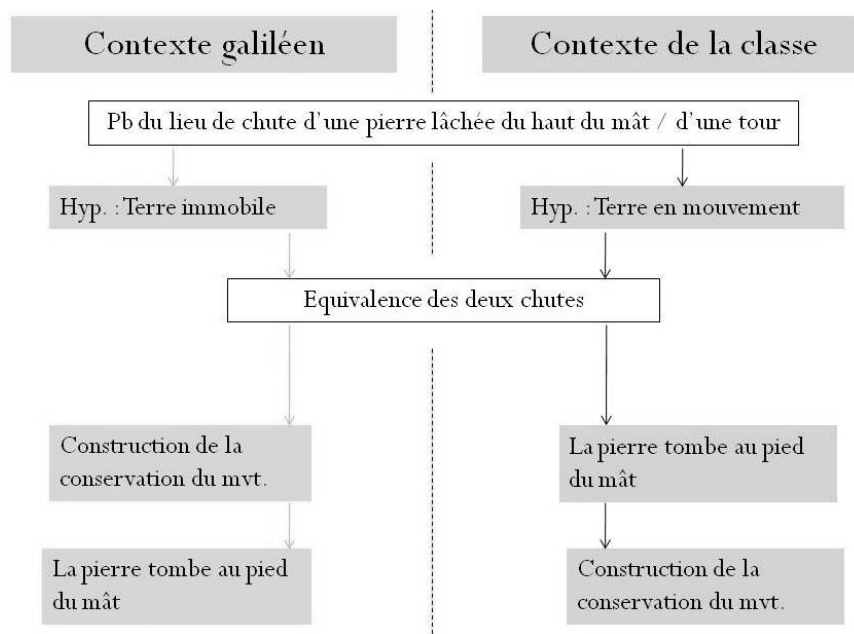 Contexte galiléen
Contexte de la classe
Pb du lieu de chute d'une pierre lâchée du haut du mât / d'une tour
Hyp. : Terre immobile
Hyp. : Terre en mouvement
Equivalence des deux chutes
Construction de la
conservation du mvt.
La pierre tombe au pied
du mât
La pierre tombe au pied
du mât
Construction de la
conservation du mvt.